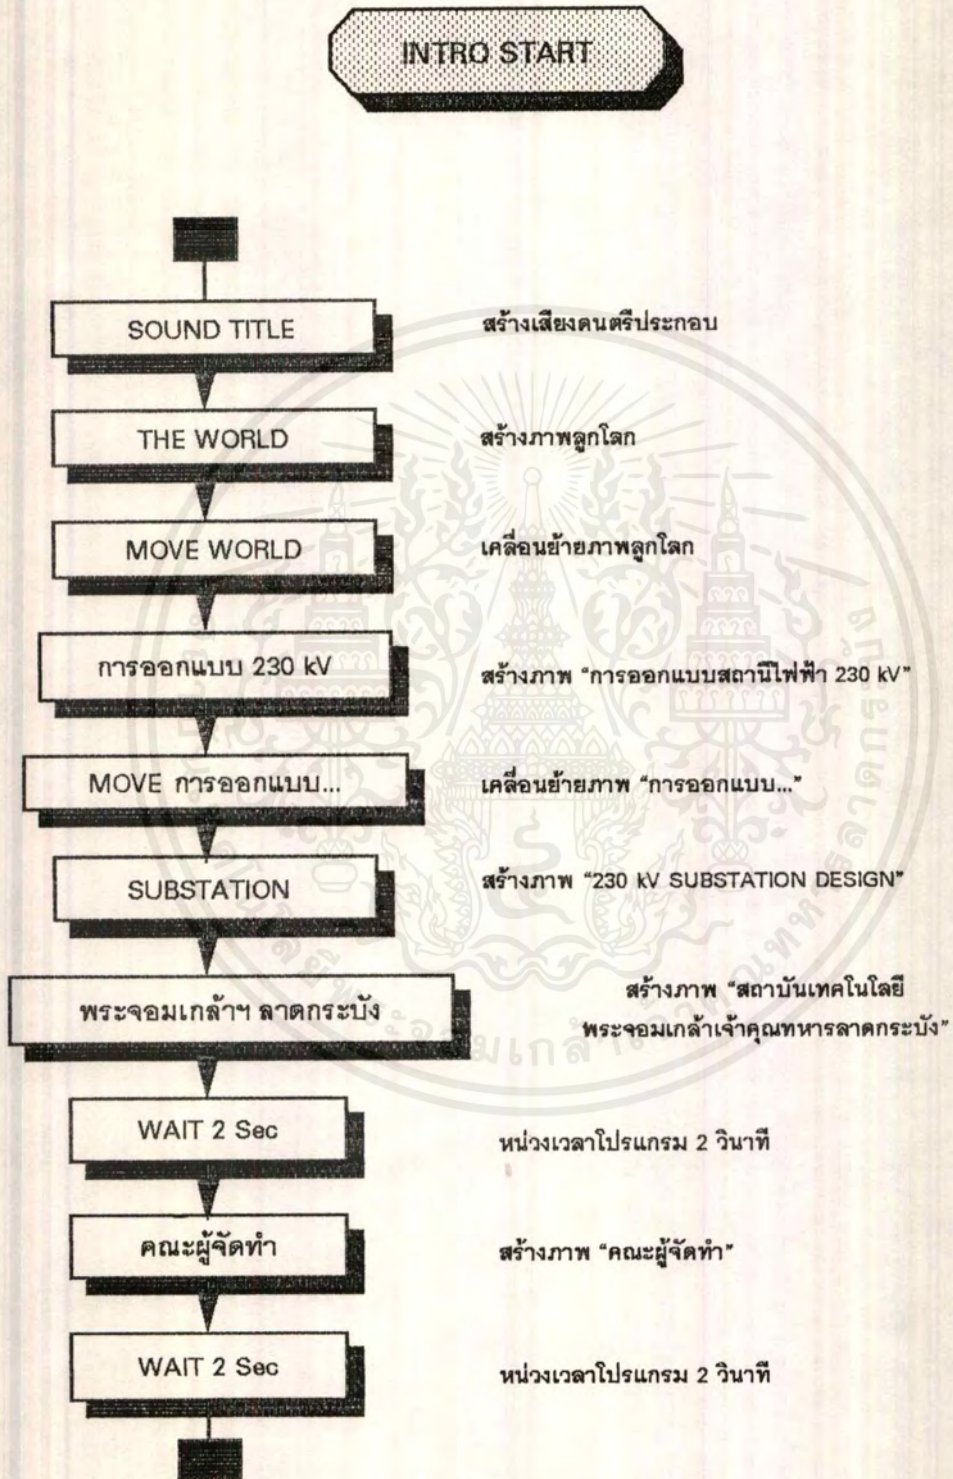 INTRO START
SOUND TITLE
สร้างเสียงดนตรีประกอบ
THE WORLD
สร้างภาพลูกโลก
MOVE WORLD
เคลื่อนย้ายภาพลูกโลก
การออกแบบ 230 kV
สร้างภาพ “การออกแบบสถานีไฟฟ้า 230 kV”
MOVE การออกแบบ...
เคลื่อนย้ายภาพ “การออกแบบ...”
SUBSTATION
สร้างภาพ “230 kV SUBSTATION DESIGN”
พระจอมเกล้าฯ ลาดกระบัง
สร้างภาพ “สถาบันเทคโนโลยี
พระจอมเกล้าเจ้าคุณทหารลาดกระบัง”
WAIT 2 Sec
หน่วงเวลาโปรแกรม 2 วินาที
คณะผู้จัดทำ
สร้างภาพ “คณะผู้จัดทำ”
WAIT 2 Sec
หน่วงเวลาโปรแกรม 2 วินาที